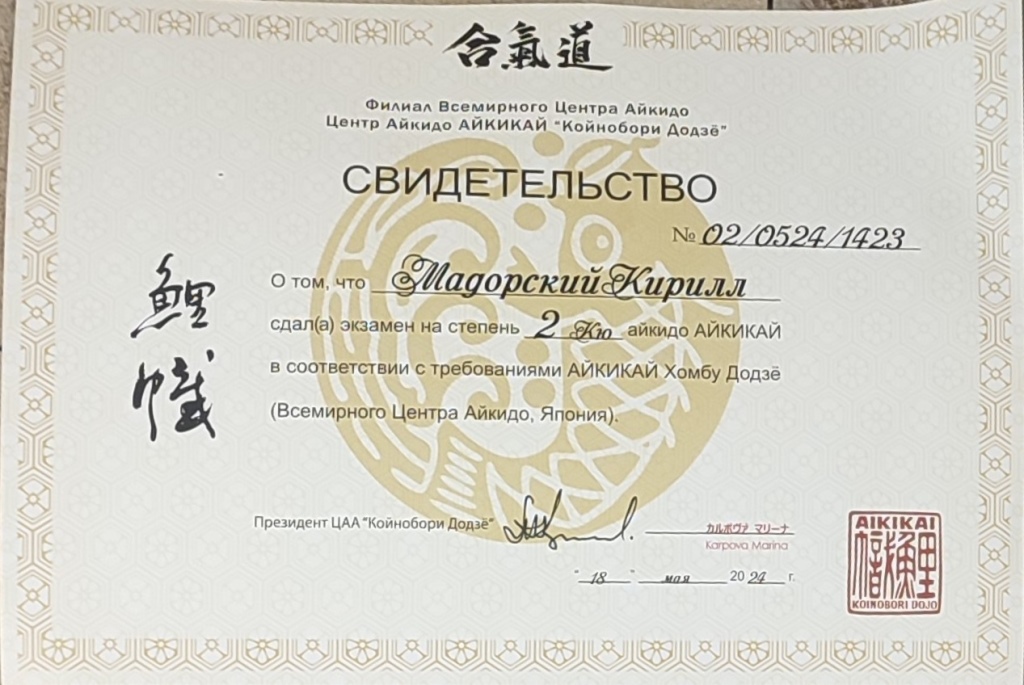 合氣道
Филиал Всемирного Центра Айкидо
Центр Айкидо АЙКИКАЙ "Койнобори Додзё"
СВИДЕТЕЛЬСТВО
№ 02/0524/1423
О том, что Мадорский Кирилл
сдал(а) экзамен на степень 2 Кю айкидо АЙКИКАЙ
в соответствии с требованиями АЙКИКАЙ Хомбу Додзё
(Всемирного Центра Айкидо, Япония).
鯉
幟
Президент ЦАА "Койнобори Додзё"
カルポヴァ マリーナ
Karpova Marina
" 18 " мая 2024 г.
AIKIKAI
KOINOBORI DOJO